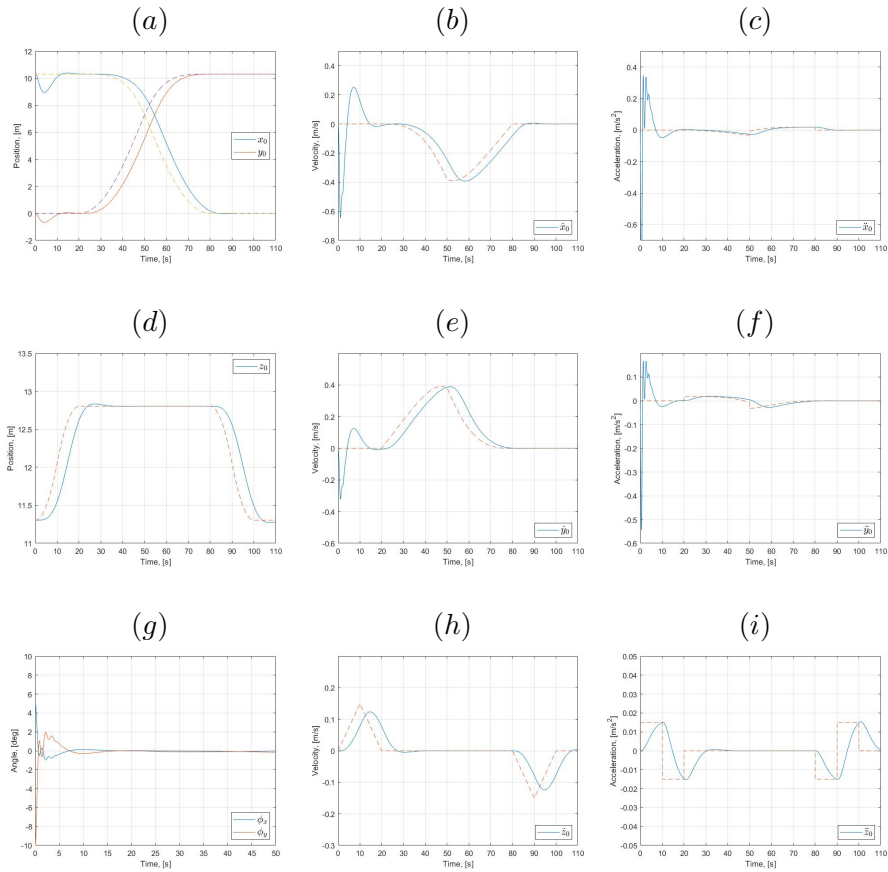 (a)
12
10
8
6
4
2
0
-2
Position, [m]
x₀
y₀
0 10 20 30 40 50 60 70 80 90 100 110
Time, [s]
(b)
0.4
0.2
0
-0.2
-0.4
-0.6
-0.8
Velocity, [m/s]
ẋ₀
0 10 20 30 40 50 60 70 80 90 100 110
Time, [s]
(c)
0.4
0.2
0
-0.2
-0.4
-0.6
Acceleration, [m/s²]
ẍ₀
0 10 20 30 40 50 60 70 80 90 100 110
Time, [s]
(d)
13.5
13
12.5
12
11.5
11
Position, [m]
z₀
0 10 20 30 40 50 60 70 80 90 100 110
Time, [s]
(e)
0.6
0.4
0.2
0
-0.2
-0.4
-0.6
Velocity, [m/s]
ẏ₀
0 10 20 30 40 50 60 70 80 90 100 110
Time, [s]
(f)
0.1
0
-0.1
-0.2
-0.3
-0.4
-0.5
-0.6
Acceleration, [m/s²]
ÿ₀
0 10 20 30 40 50 60 70 80 90 100 110
Time, [s]
(g)
10
8
6
4
2
0
-2
-4
-6
-8
-10
Angle, [deg]
ϕₓ
ϕᵧ
0 5 10 15 20 25 30 35 40 45 50
Time, [s]
(h)
0.2
0.1
0
-0.1
-0.2
-0.3
Velocity, [m/s]
ż₀
0 10 20 30 40 50 60 70 80 90 100 110
Time, [s]
(i)
0.05
0.04
0.03
0.02
0.01
0
-0.01
-0.02
-0.03
-0.04
-0.05
Acceleration, [m/s²]
z̈₀
0 10 20 30 40 50 60 70 80 90 100 110
Time, [s]